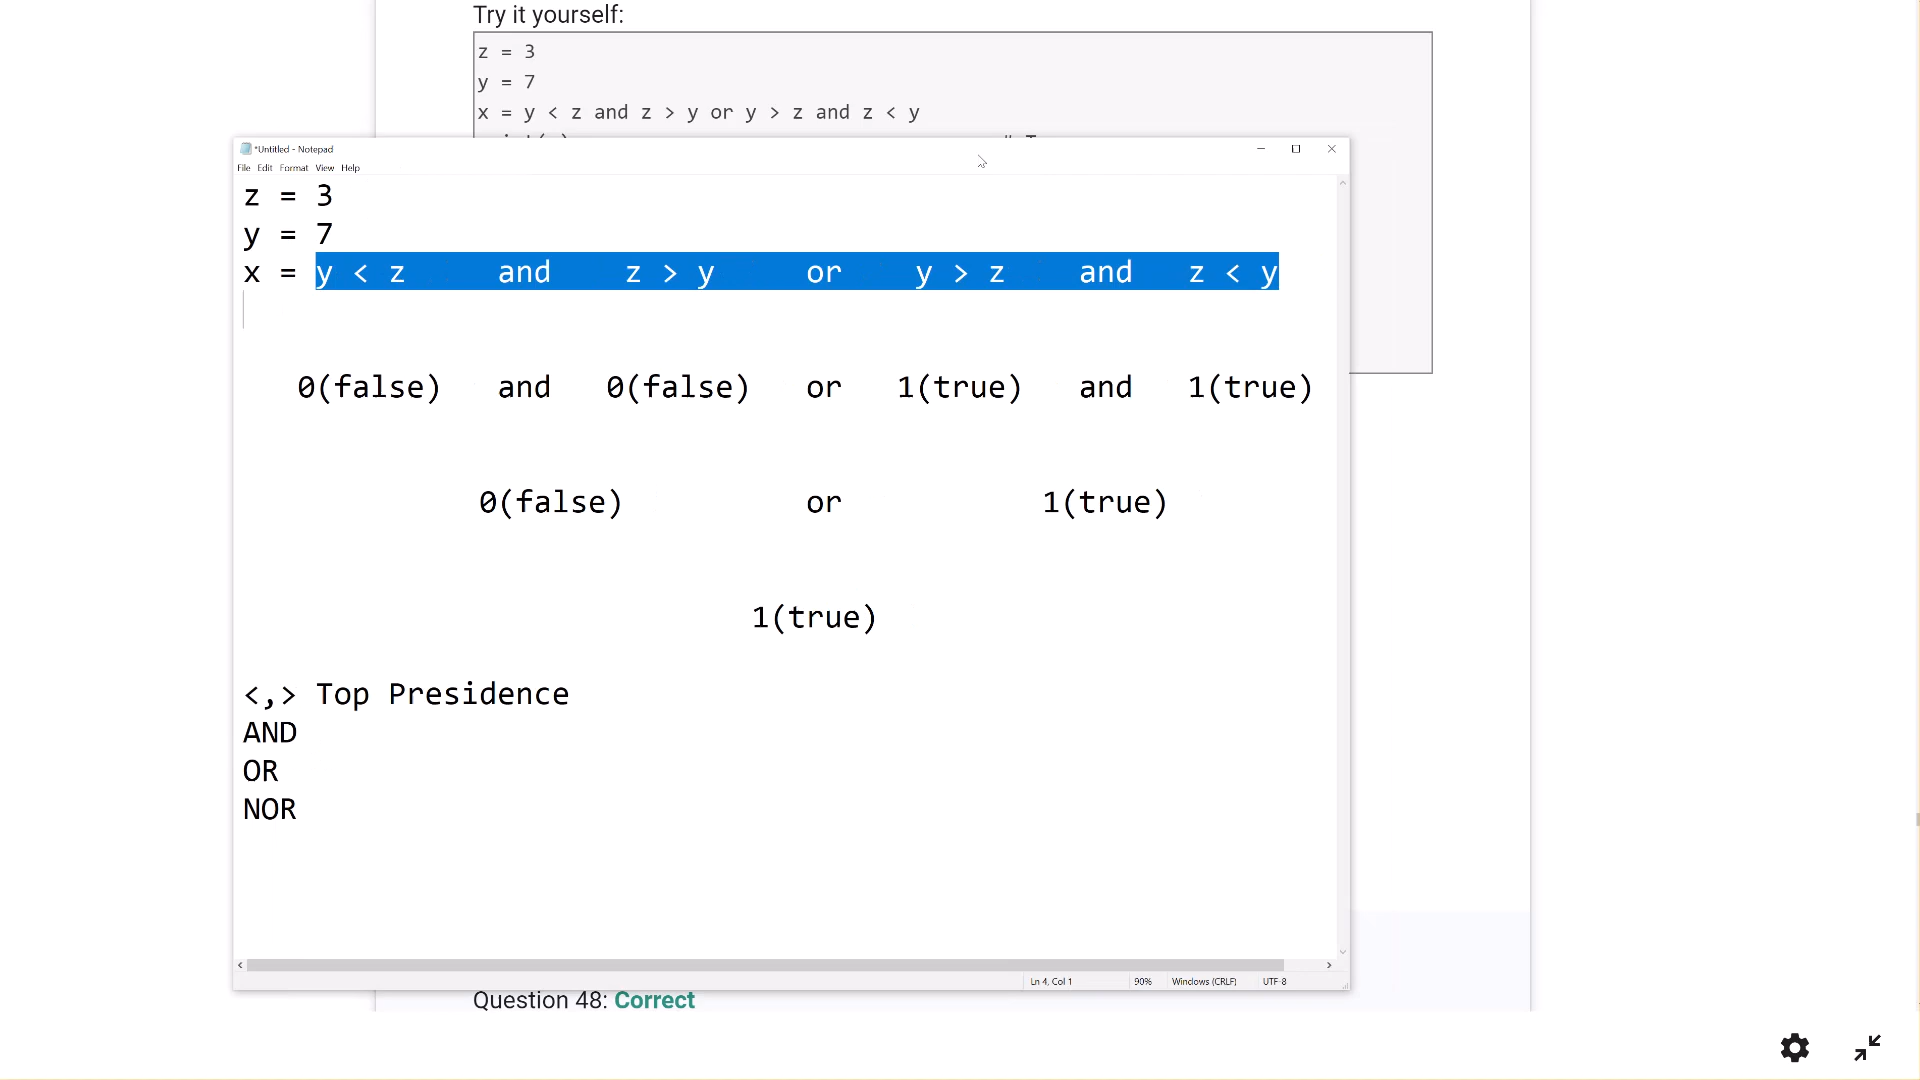 Try it yourself:
z = 3
y = 7
x = y < z and z > y or y > z and z < y
*Untitled - Notepad
File Edit Format View Help
z = 3
y = 7
x = y < z and z > y or y > z and z < y
0(false) and 0(false) or 1(true) and 1(true)
0(false) or 1(true)
1(true)
<,> Top Presidence
AND
OR
NOR
Ln 4, Col 1 90% Windows (CRLF) UTF-8
Question 48: Correct